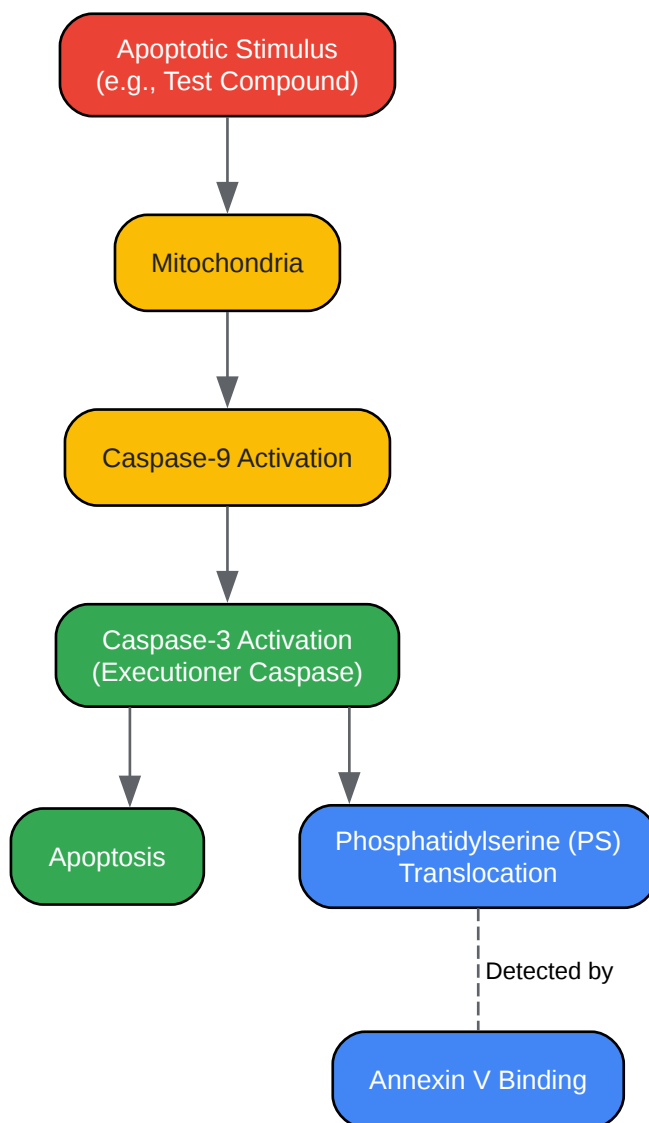 Apoptotic Stimulus
(e.g., Test Compound)
Mitochondria
Caspase-9 Activation
Caspase-3 Activation
(Executioner Caspase)
Apoptosis
Phosphatidylserine (PS)
Translocation
Detected by
Annexin V Binding